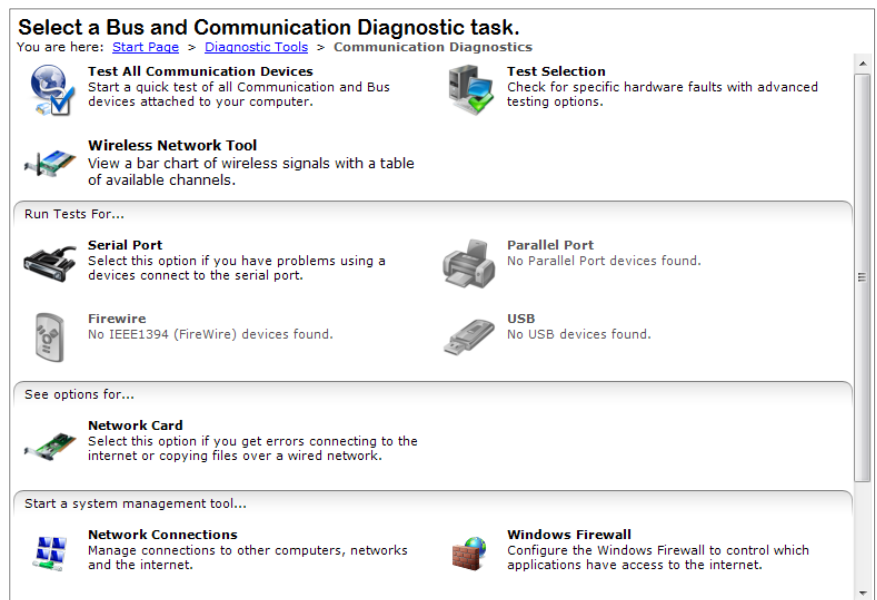 Select a Bus and Communication Diagnostic task.
You are here: Start Page > Diagnostic Tools > Communication Diagnostics
Test All Communication Devices
Start a quick test of all Communication and Bus
devices attached to your computer.
Test Selection
Check for specific hardware faults with advanced
testing options.
Wireless Network Tool
View a bar chart of wireless signals with a table
of available channels.
Run Tests For...
Serial Port
Select this option if you have problems using a
devices connect to the serial port.
Parallel Port
No Parallel Port devices found.
Firewire
No IEEE1394 (FireWire) devices found.
USB
No USB devices found.
See options for...
Network Card
Select this option if you get errors connecting to the
internet or copying files over a wired network.
Start a system management tool...
Network Connections
Manage connections to other computers, networks
and the internet.
Windows Firewall
Configure the Windows Firewall to control which
applications have access to the internet.